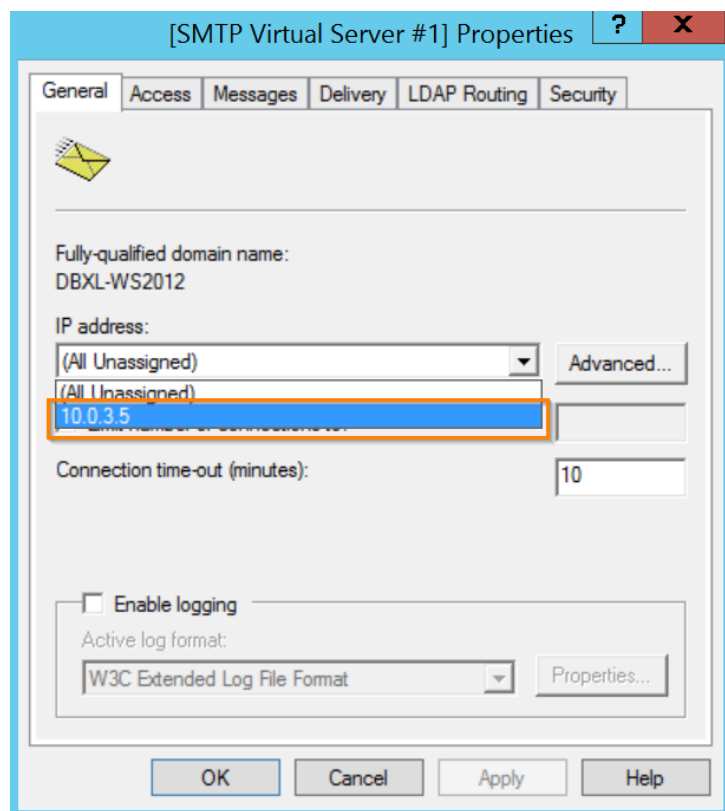 [SMTP Virtual Server #1] Properties ? X
General Access Messages Delivery LDAP Routing Security
Fully-qualified domain name:
DBXL-WS2012
IP address:
(All Unassigned) Advanced...
(All Unassigned)
10.0.3.5
Connection time-out (minutes): 10
Enable logging
Active log format:
W3C Extended Log File Format Properties...
OK Cancel Apply Help